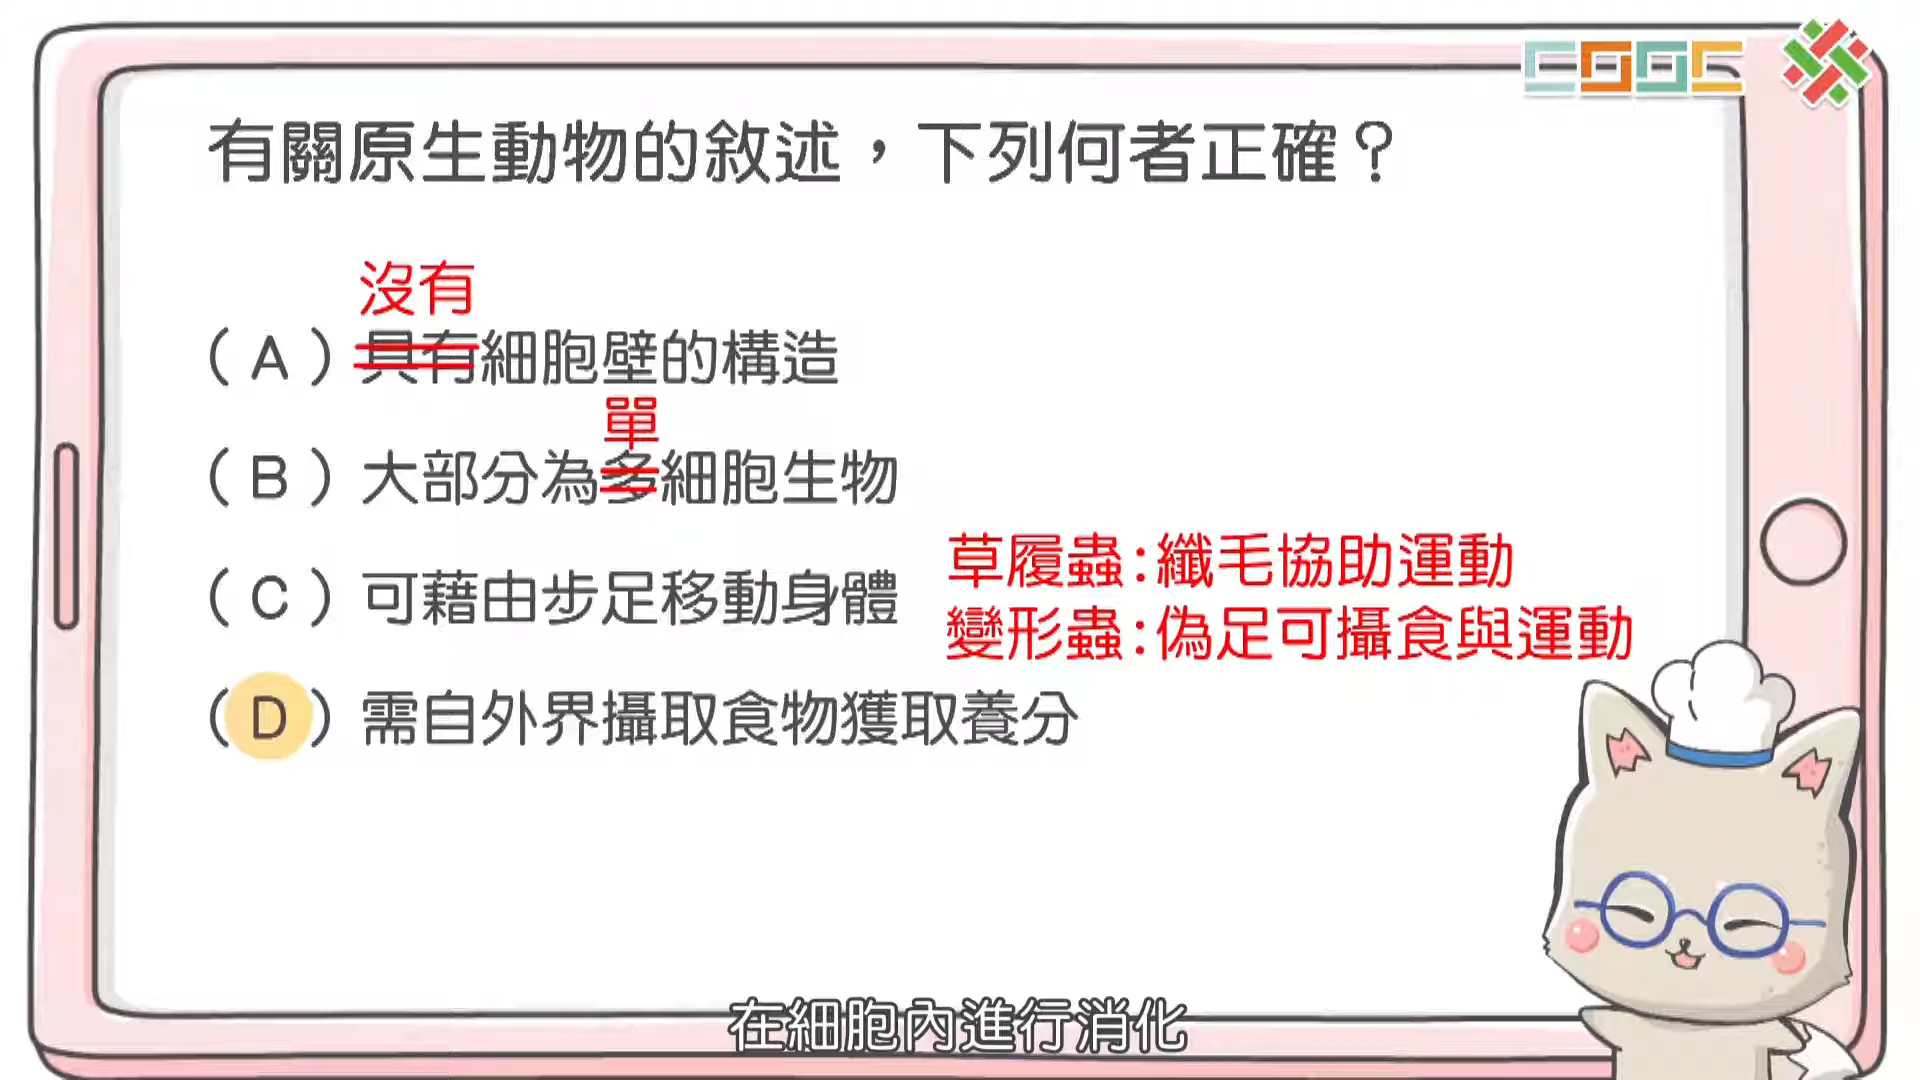 有關原生動物的敘述，下列何者正確？
沒有
（A）具有細胞壁的構造
單
（B）大部分為多細胞生物
（C）可藉由步足移動身體
草履蟲:纖毛協助運動
變形蟲:偽足可攝食與運動
（D）需自外界攝取食物獲取養分
在細胞內進行消化